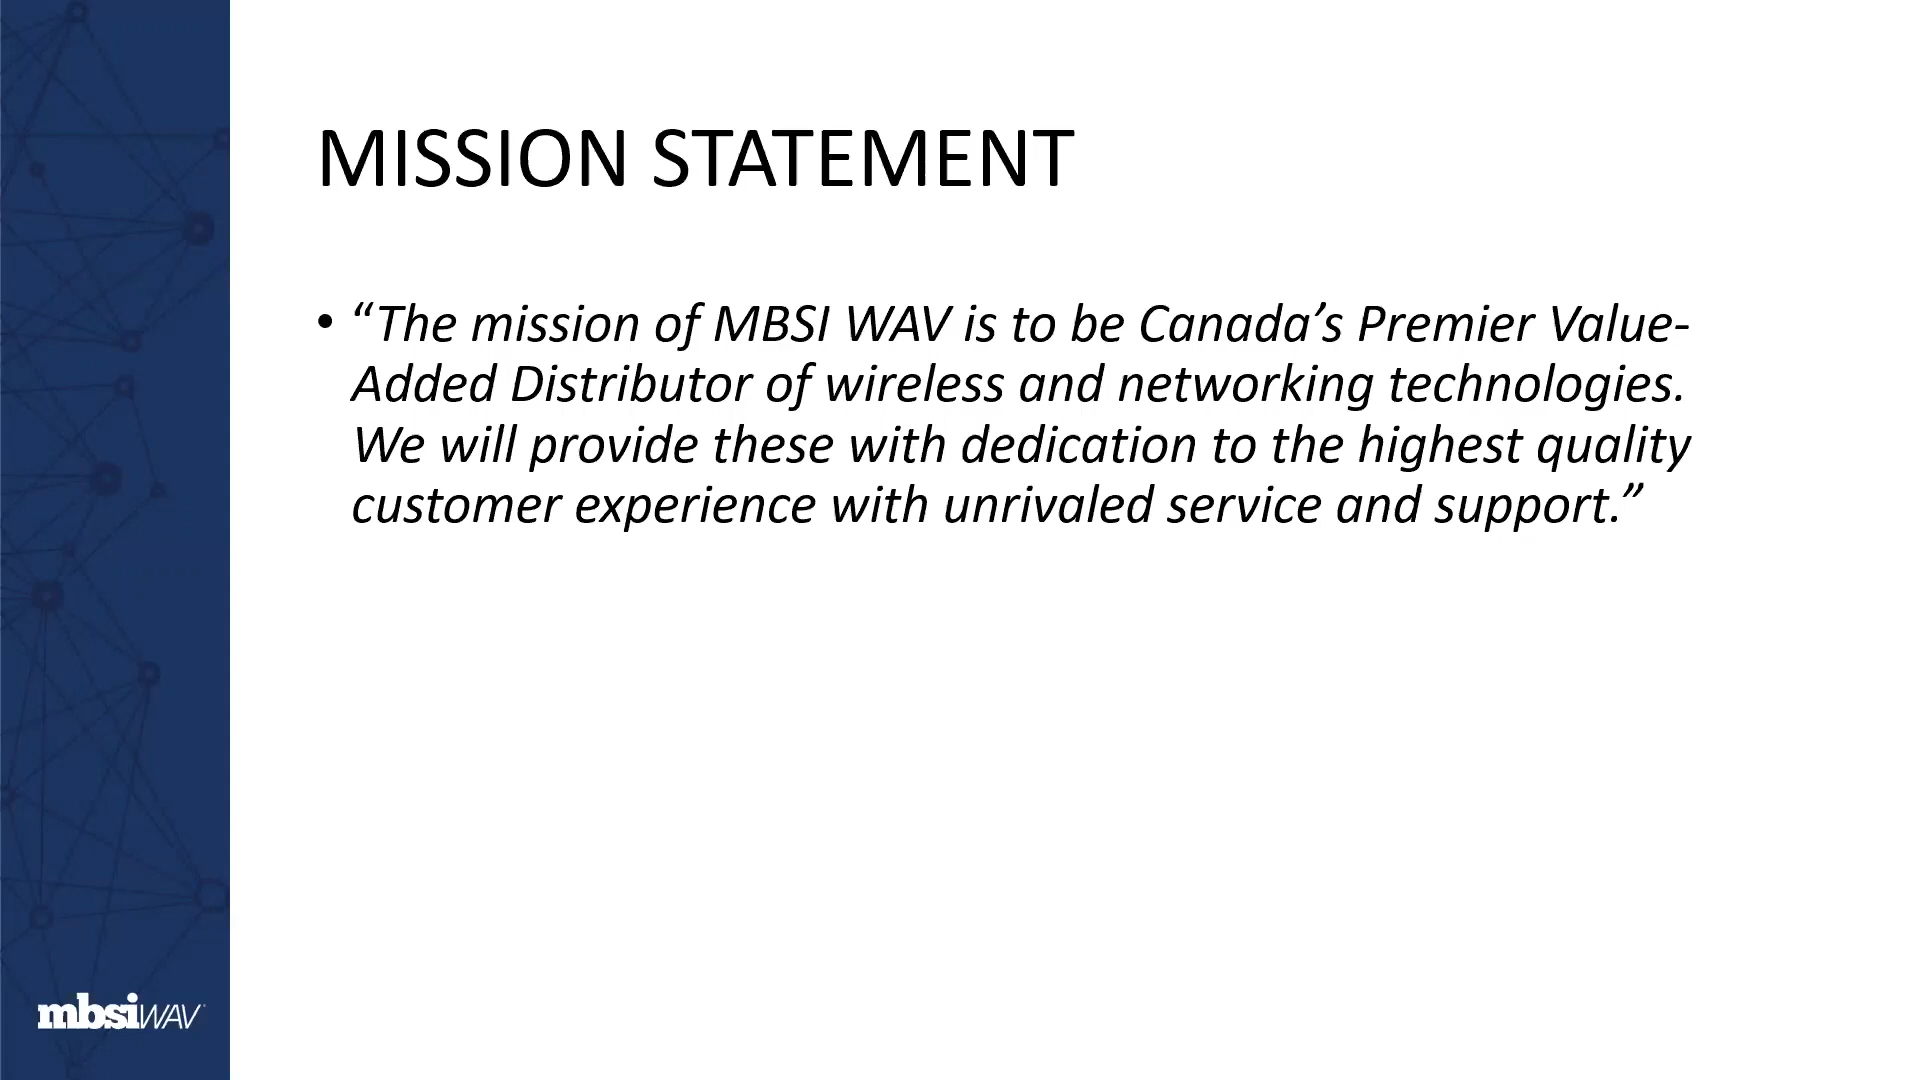 MISSION STATEMENT
• “The mission of MBSI WAV is to be Canada’s Premier Value-
Added Distributor of wireless and networking technologies.
We will provide these with dedication to the highest quality
customer experience with unrivaled service and support.”
mbsiWAV